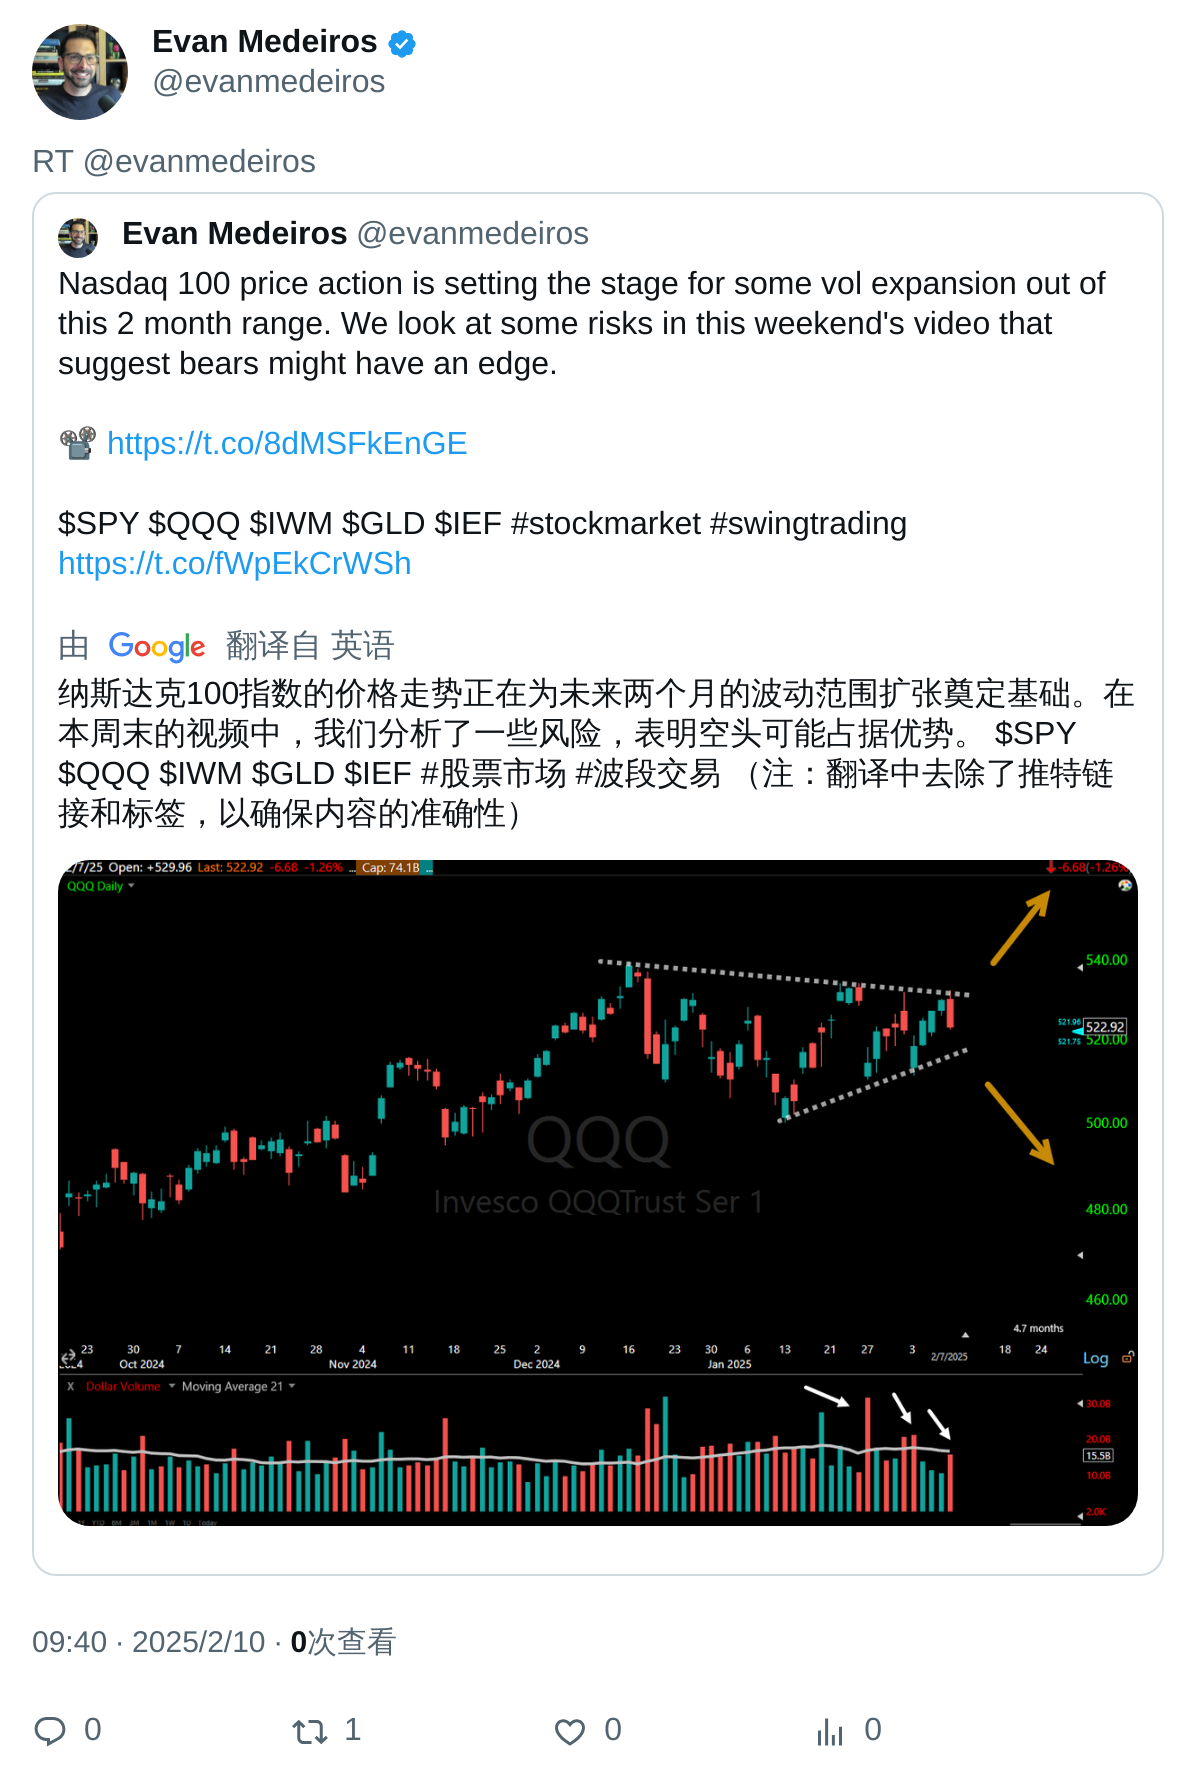 Evan Medeiros
@evanmedeiros
RT @evanmedeiros
Evan Medeiros @evanmedeiros
Nasdaq 100 price action is setting the stage for some vol expansion out of
this 2 month range. We look at some risks in this weekend's video that
suggest bears might have an edge.
📽️ https://t.co/8dMSFkEnGE
$SPY $QQQ $IWM $GLD $IEF #stockmarket #swingtrading
https://t.co/fWpEkCrWSh
由 Google 翻译自 英语
纳斯达克100指数的价格走势正在为未来两个月的波动范围扩张奠定基础。在
本周末的视频中，我们分析了一些风险，表明空头可能占据优势。 $SPY
$QQQ $IWM $GLD $IEF #股票市场 #波段交易 （注：翻译中去除了推特链
接和标签，以确保内容的准确性）
2/7/25 Open: +529.96 Last: 522.92 -6.68 -1.26% ... Cap: 74.1B ... -6.68(-1.26%)
QQQ Daily
540.00
521.96
522.92
520.00
521.75
500.00
QQQ
Invesco QQQTrust Ser 1
480.00
460.00
4.7 months
23 30 7 14 21 28 4 11 18 25 2 9 16 23 30 6 13 21 27 3 18 24
Oct 2024 Nov 2024 Dec 2024 Jan 2025 2/7/2025
Log
X Dollar Volume Moving Average 21
30.0B
20.0B
15.5B
10.0B
2.0K
YTD 6M 3M 1M 1W 1D Today
09:40 · 2025/2/10 · 0次查看
0 1 0 0